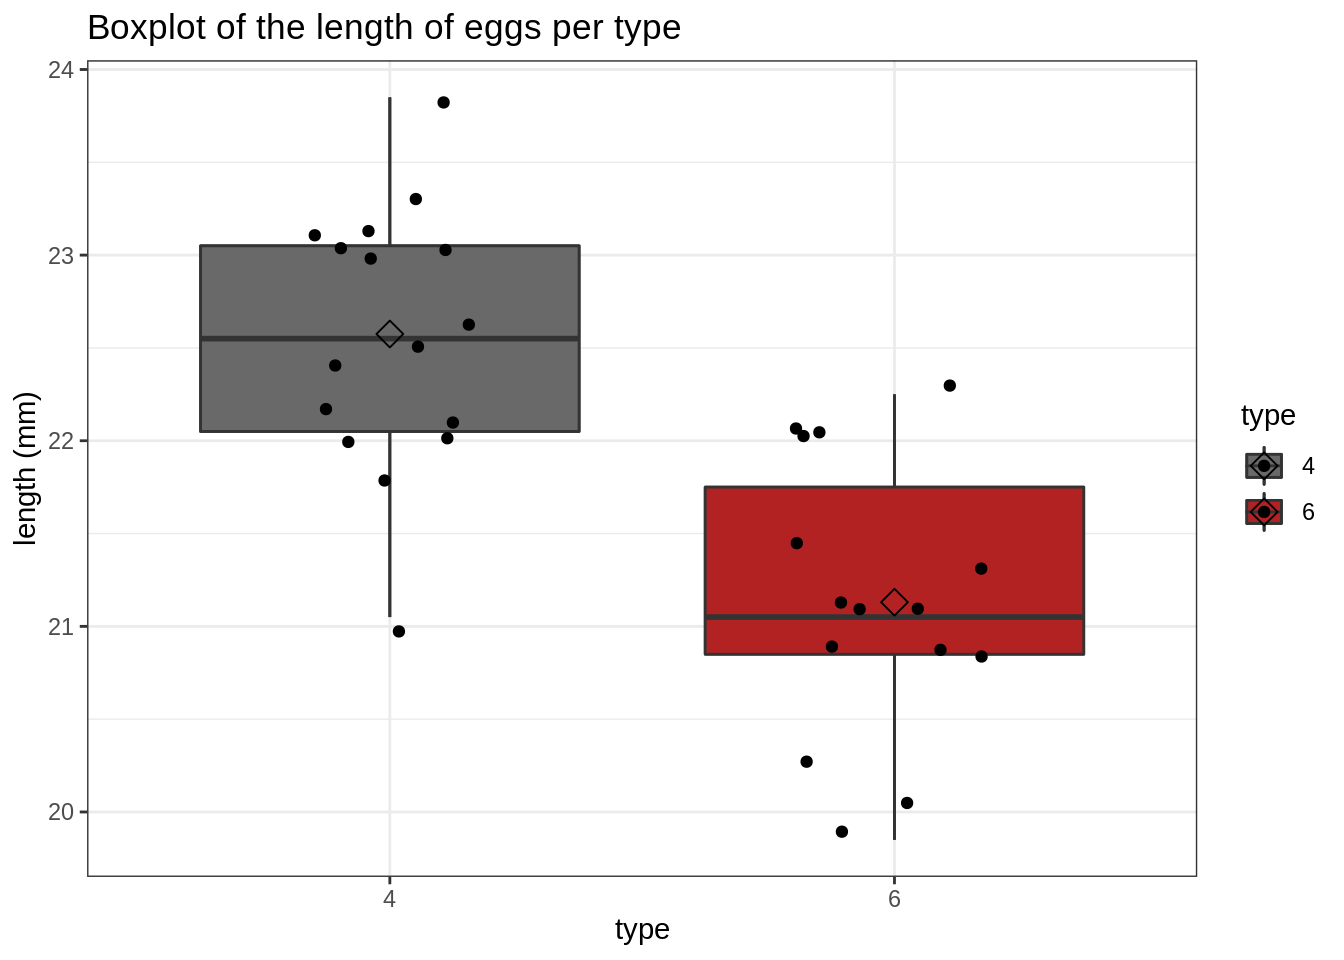 Boxplot of the length of eggs per type
24
23
22
21
20
length (mm)
4
6
type
type
4
6